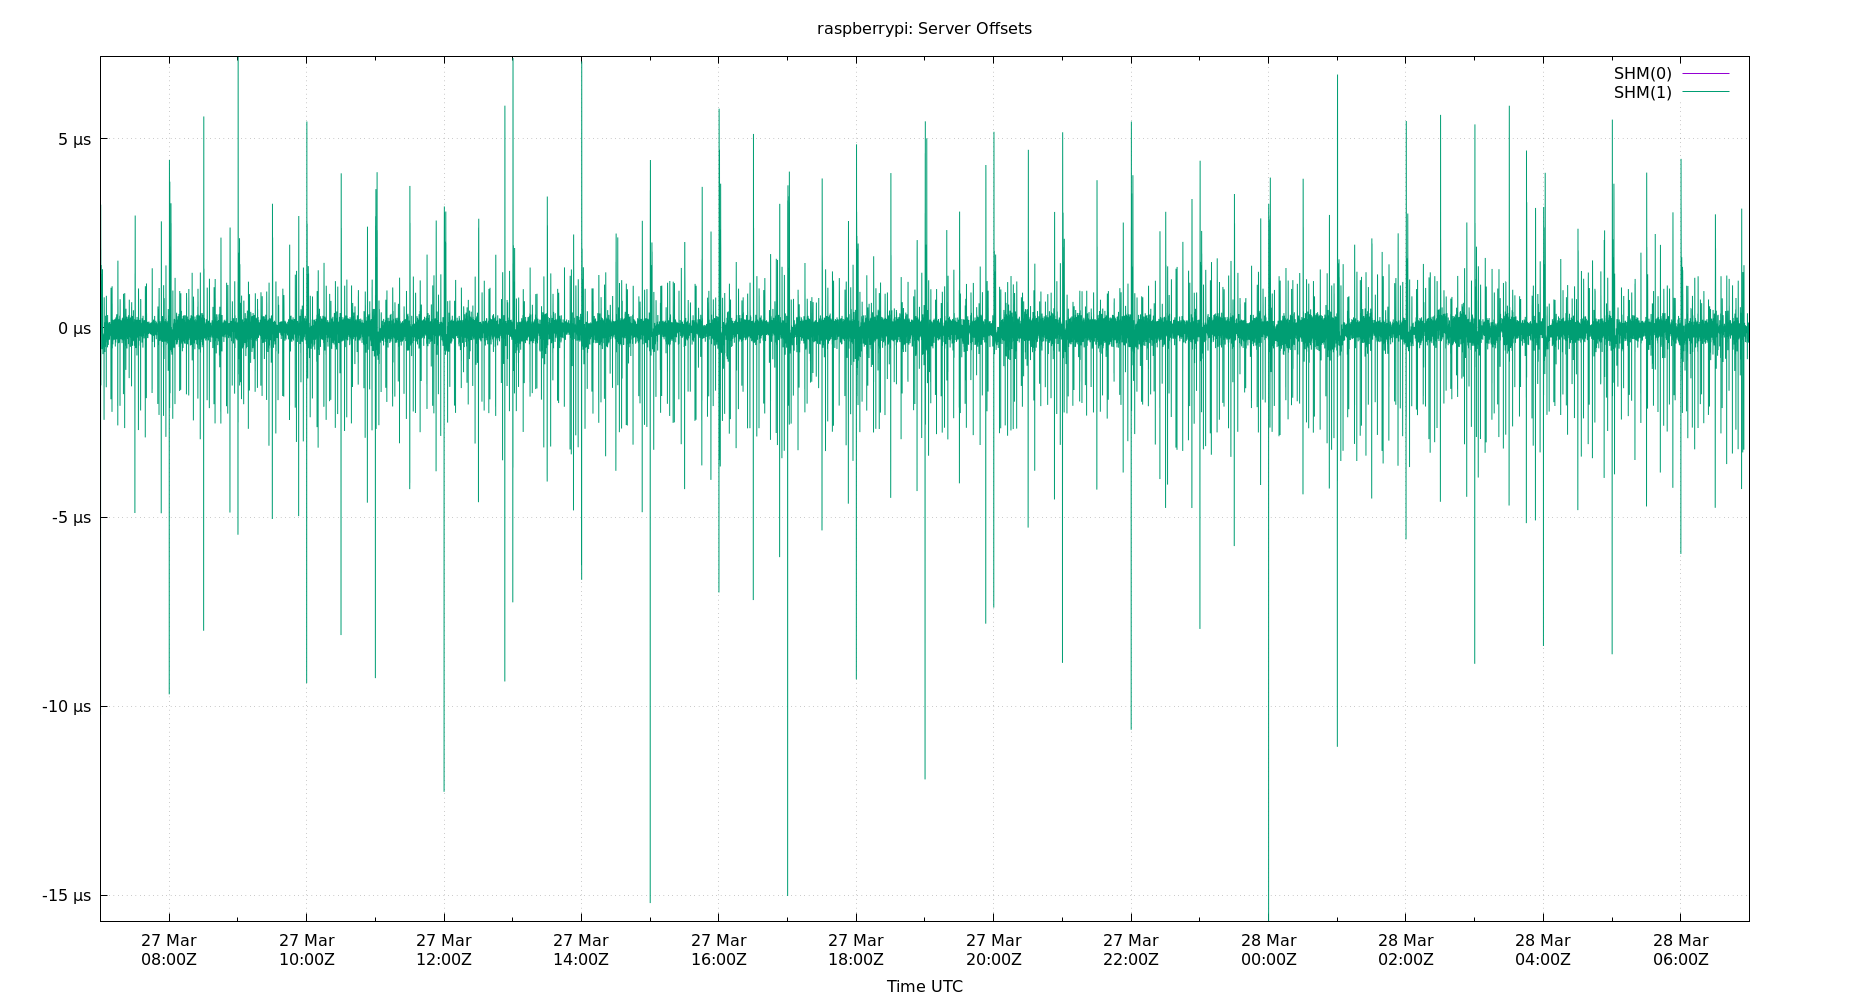 raspberrypi: Server Offsets
SHM(0)
SHM(1)
5 µs
0 µs
-5 µs
-10 µs
-15 µs
27 Mar 27 Mar 27 Mar 27 Mar 27 Mar 27 Mar 27 Mar 27 Mar 28 Mar 28 Mar 28 Mar 28 Mar
08:00Z 10:00Z 12:00Z 14:00Z 16:00Z 18:00Z 20:00Z 22:00Z 00:00Z 02:00Z 04:00Z 06:00Z
Time UTC